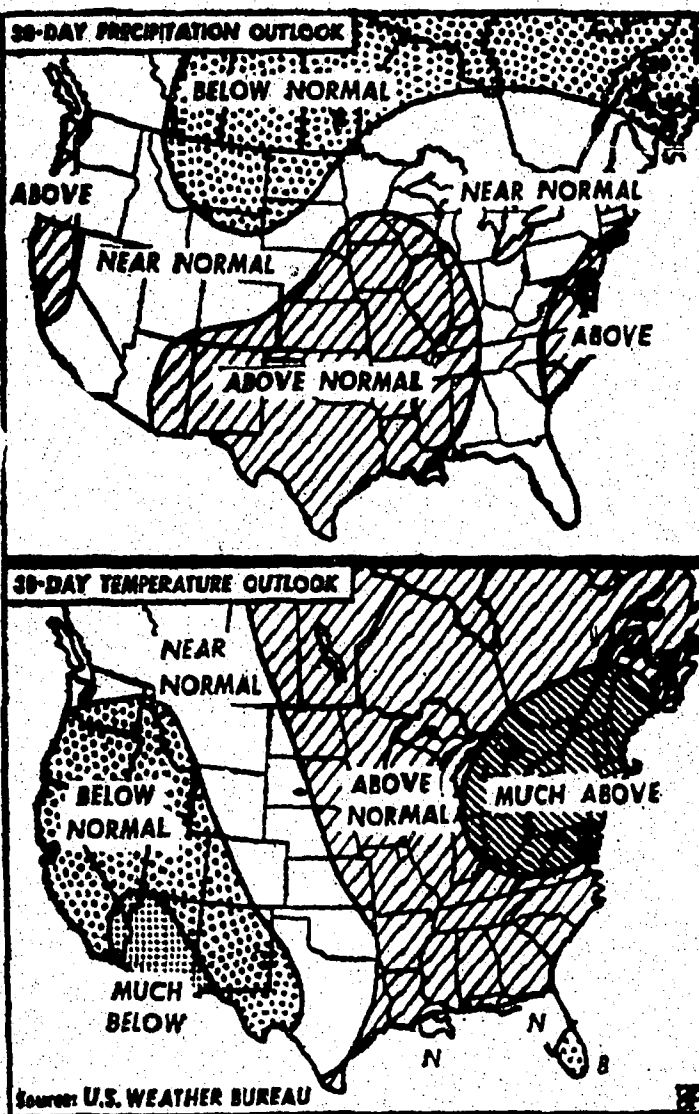 30-DAY PRECIPITATION OUTLOOK
BELOW NORMAL
ABOVE
NEAR NORMAL
NEAR NORMAL
ABOVE
ABOVE NORMAL
30-DAY TEMPERATURE OUTLOOK
NEAR
NORMAL
BELOW
NORMAL
ABOVE
NORMAL
MUCH ABOVE
MUCH
BELOW
N
N
B
Source: U.S. WEATHER BUREAU